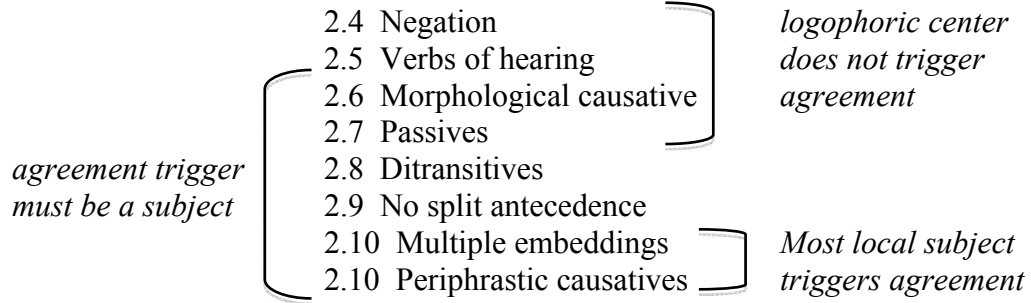 2.4 Negation
2.5 Verbs of hearing
2.6 Morphological causative
2.7 Passives
2.8 Ditransitives
2.9 No split antecedence
2.10 Multiple embeddings
2.10 Periphrastic causatives
logophoric center
does not trigger
agreement
agreement trigger
must be a subject
Most local subject
triggers agreement